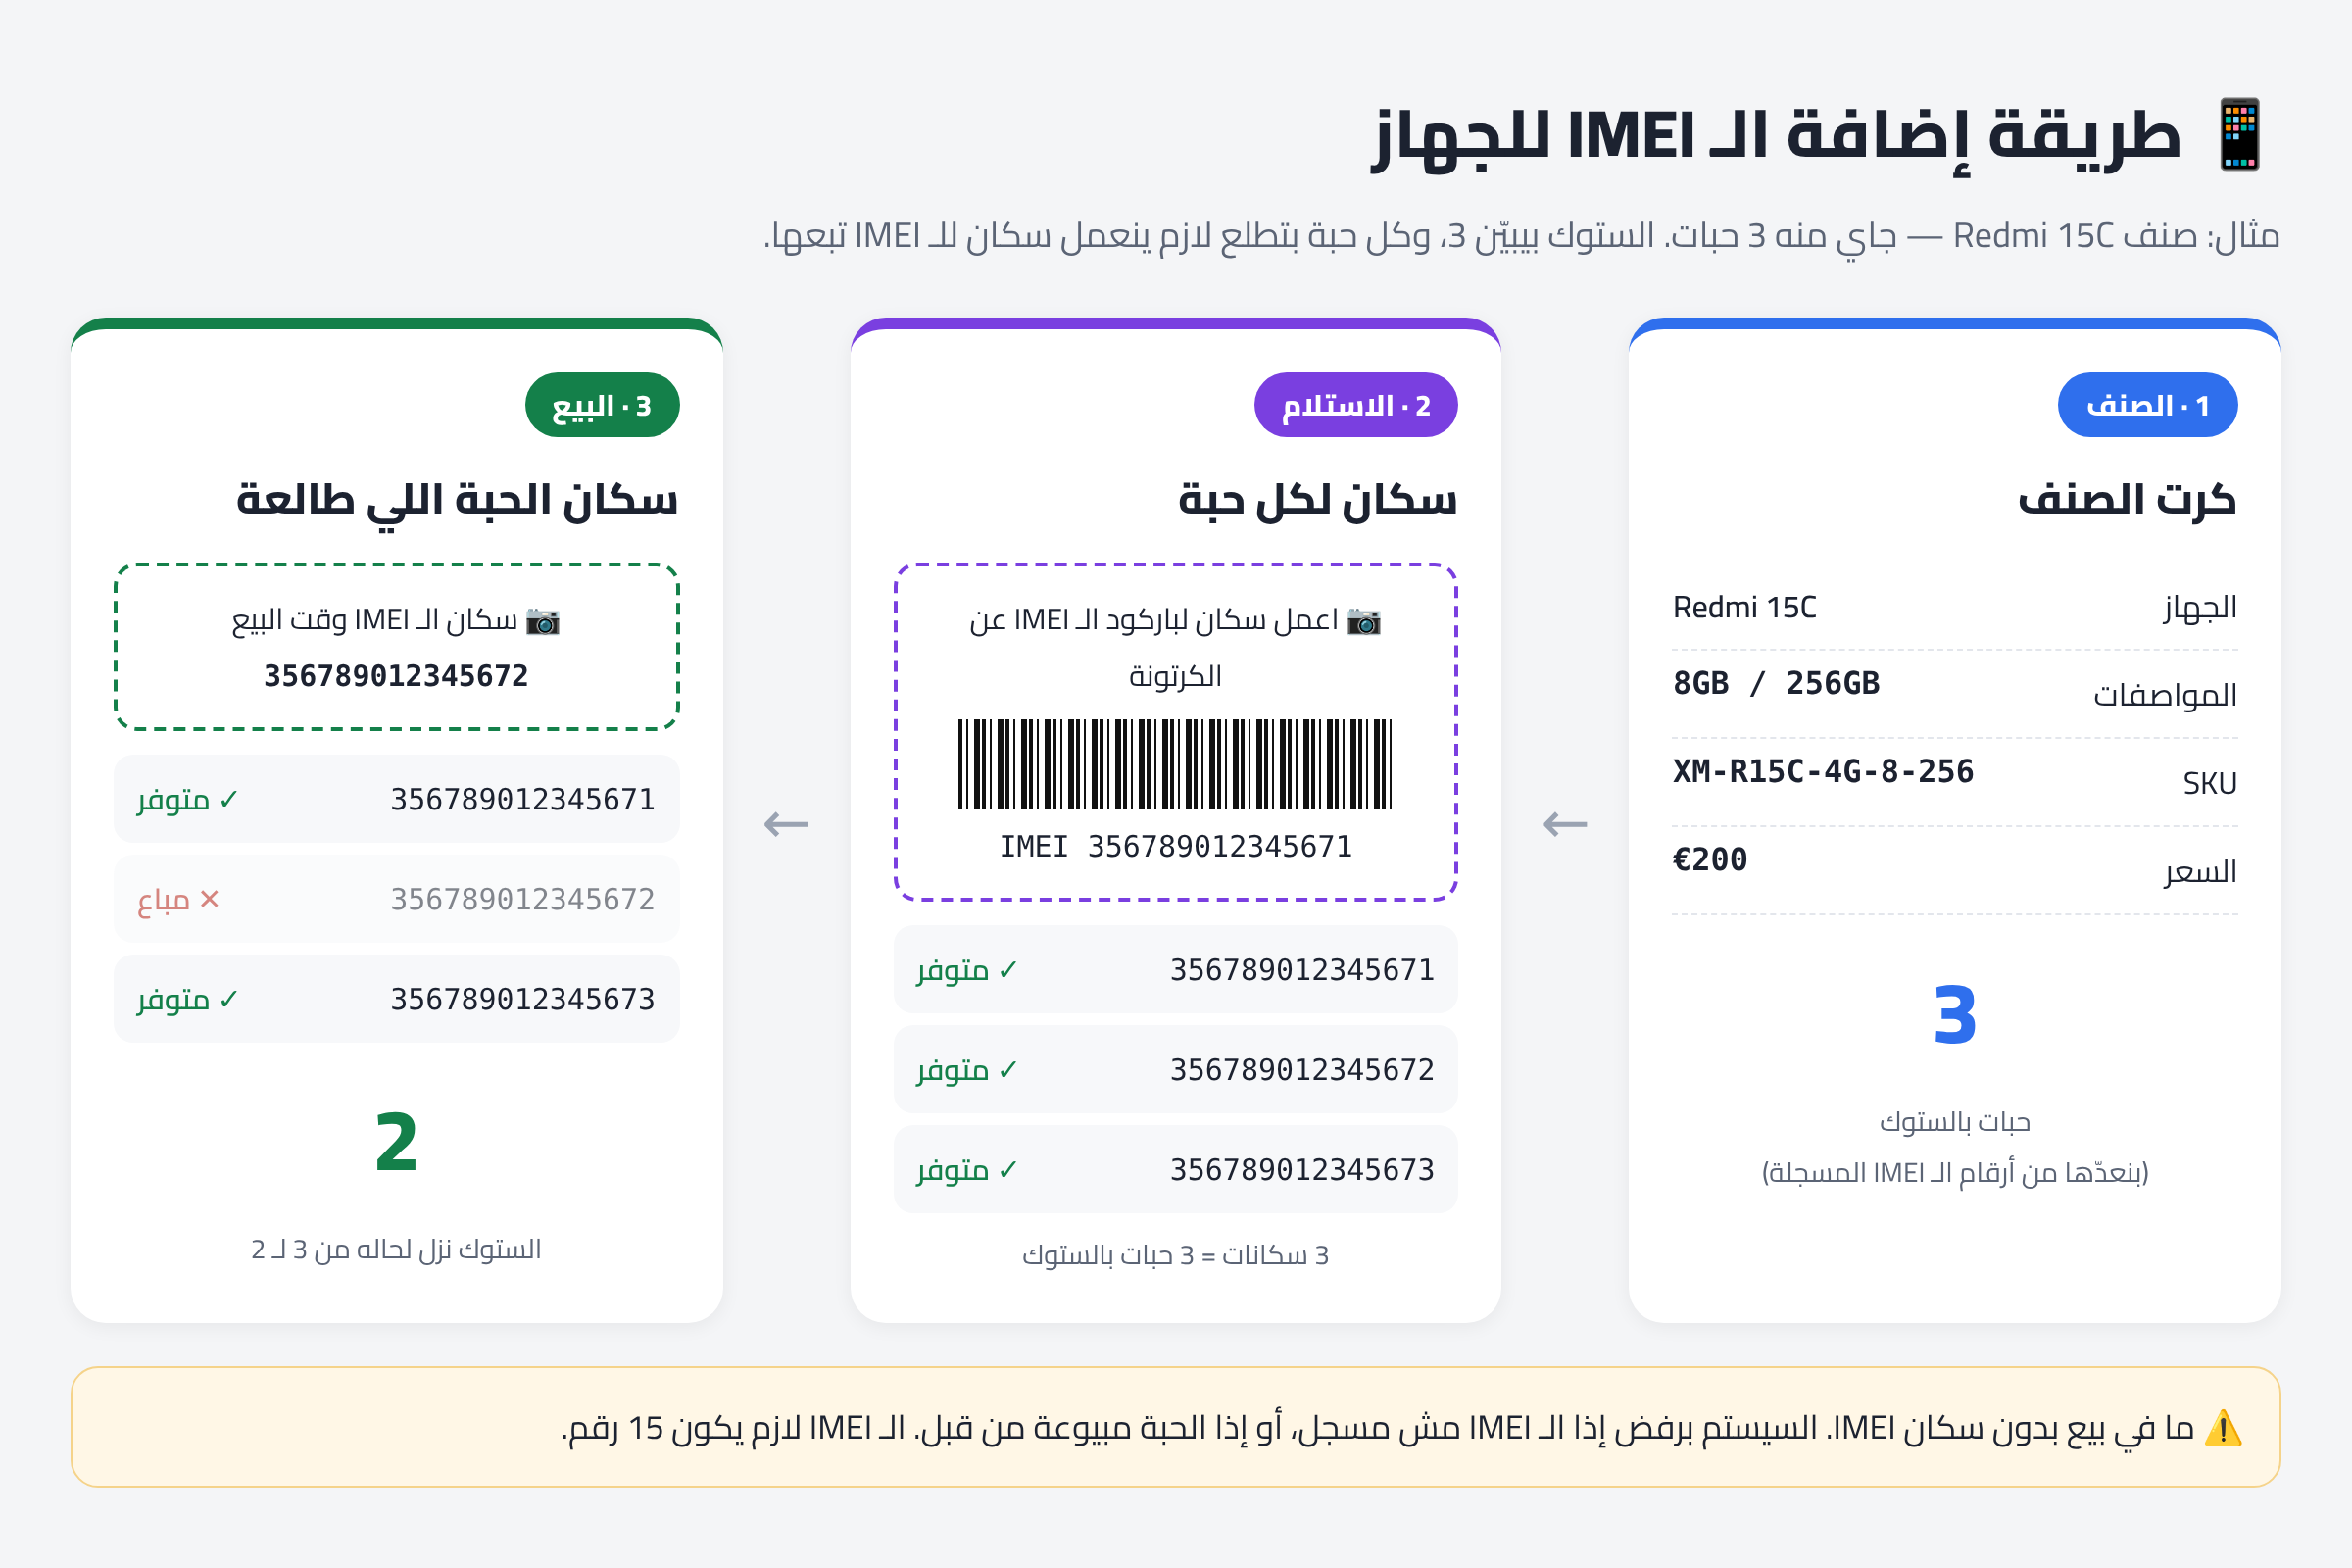 📱 طريقة إضافة الـ IMEI للجهاز
مثال: صنف Redmi 15C — جاي منه 3 حبات. الستوك بيبيّن 3، وكل حبة بتطلع لازم ينعمل سكان للـ IMEI تبعها.
1 · الصنف
كرت الصنف
الجهاز Redmi 15C
المواصفات 8GB / 256GB
SKU XM-R15C-4G-8-256
السعر €200
3
حبات بالستوك
(بنعدّها من أرقام الـ IMEI المسجلة)
←
2 · الاستلام
سكان لكل حبة
📷 اعمل سكان لباركود الـ IMEI عن
الكرتونة
IMEI 356789012345671
356789012345671 ✓ متوفر
356789012345672 ✓ متوفر
356789012345673 ✓ متوفر
3 سكانات = 3 حبات بالستوك
←
3 · البيع
سكان الحبة اللي طالعة
📷 سكان الـ IMEI وقت البيع
356789012345672
356789012345671 ✓ متوفر
356789012345672 ✕ مباع
356789012345673 ✓ متوفر
2
الستوك نزل لحاله من 3 لـ 2
⚠️ ما في بيع بدون سكان IMEI. السيستم برفض إذا الـ IMEI مش مسجل، أو إذا الحبة مبيوعة من قبل. الـ IMEI لازم يكون 15 رقم.